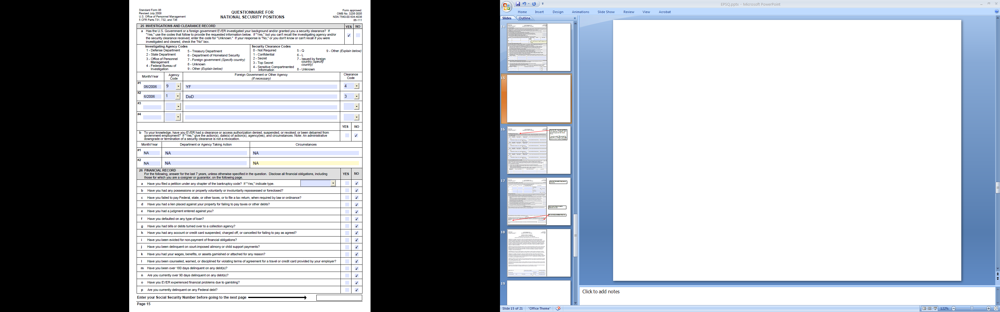 Standard Form 86
Revised July 2008
U.S. Office of Personnel Management
5 CFR Parts 731, 732, and 736
QUESTIONNAIRE FOR
NATIONAL SECURITY POSITIONS
Form approved:
OMB No. 3206 0005
NSN 7540-00 634-4036
86-111
25 INVESTIGATIONS AND CLEARANCE RECORD YES NO
a Has the U.S. Government or a foreign government EVER investigated your background and/or granted you a security clearance? If
"Yes," use the codes that follow to provide the requested information below. If "Yes," but you can't recall the investigating agency and/or
the security clearance received, enter the code for "Unknown." If your response is "No," or you don't know or can't recall if you were
investigated and cleared, check the "No" box.
Investigating Agency Codes
1 - Defense Department
2 - State Department
3 - Office of Personnel
Management
4 - Federal Bureau of
Investigation
5 - Treasury Department
6 - Department of Homeland Security
7 - Foreign government (Specify country)
8 - Unknown
9 - Other (Explain below)
Security Clearance Codes
0 - Not Required
1 - Confidential
2 - Secret
3 - Top Secret
4 - Sensitive Compartmented
Information
5 - Q
6 - L
7 - Issued by foreign
country (specify
country)
8 - Unknown
9 - Other (Explain below)
Month/Year
Agency
Code
Foreign Government or Other Agency
(If necessary)
Clearance
Code
#1 06/2006 9 YF 4
#2 6/2006 1 DoD 3
#3
#4
YES NO
b To your knowledge, have you EVER had a clearance or access authorization denied, suspended, or revoked; or been debarred from
government employment? If "Yes," give the action(s), date(s) of action(s), agency(ies), and circumstances. Note: An administrative
downgrade or termination of a security clearance is not a revocation.
Month/Year Department or Agency Taking Action Circumstances
#1 NA NA NA
#2 NA NA NA
26 FINANCIAL RECORD
For the following, answer for the last 7 years, unless otherwise specified in the question. Disclose all financial obligations, including
those for which you are a cosigner or guarantor, on the following page.
YES NO
a Have you filed a petition under any chapter of the bankruptcy code? If "Yes," indicate type.
b Have you had any possessions or property voluntarily or involuntarily repossessed or foreclosed?
c Have you failed to pay Federal, state, or other taxes, or to file a tax return, when required by law or ordinance?
d Have you had a lien placed against your property for failing to pay taxes or other debts?
e Have you had a judgment entered against you?
f Have you defaulted on any type of loan?
g Have you had bills or debts turned over to a collection agency?
h Have you had any account or credit card suspended, charged off, or cancelled for failing to pay as agreed?
i Have you been evicted for non-payment of financial obligations?
j Have you been delinquent on court-imposed alimony or child support payments?
k Have you had your wages, benefits, or assets garnished or attached for any reason?
l Have you been counseled, warned, or disciplined for violating terms of agreement for a travel or credit card provided by your employer?
m Have you been over 180 days delinquent on any debt(s)?
n Are you currently over 90 days delinquent on any debt(s)?
o Have you EVER experienced financial problems due to gambling?
p Are you currently delinquent on any Federal debt?
Enter your Social Security Number before going to the next page
Page 15
EPSQ.pptx - Microsoft PowerPoint
Home Insert Design Animations Slide Show Review View Acrobat
Slides Outline
14
15
16
17
18
19
Click to add notes
Slide 15 of 21 "Office Theme" 122%